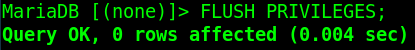 MariaDB [(none)]> FLUSH PRIVILEGES;
Query OK, 0 rows affected (0.004 sec)